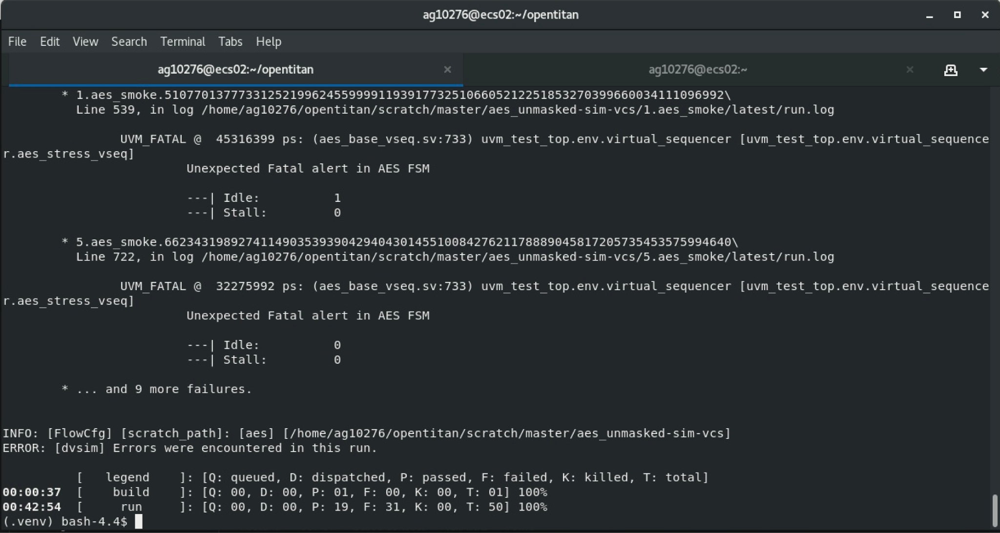 ag10276@ecs02:~/opentitan
File Edit View Search Terminal Tabs Help
ag10276@ecs02:~/opentitan ag10276@ecs02:~
* 1.aes_smoke.5107701377733125219962455999911939177325106605212251853270399660034111096992\
Line 539, in log /home/ag10276/opentitan/scratch/master/aes_unmasked-sim-vcs/1.aes_smoke/latest/run.log
UVM_FATAL @ 45316399 ps: (aes_base_vseq.sv:733) uvm_test_top.env.virtual_sequencer [uvm_test_top.env.virtual_sequence
r.aes_stress_vseq]
Unexpected Fatal alert in AES FSM
---| Idle: 1
---| Stall: 0
* 5.aes_smoke.66234319892741149035393904294043014551008427621178889045817205735453575994640\
Line 722, in log /home/ag10276/opentitan/scratch/master/aes_unmasked-sim-vcs/5.aes_smoke/latest/run.log
UVM_FATAL @ 32275992 ps: (aes_base_vseq.sv:733) uvm_test_top.env.virtual_sequencer [uvm_test_top.env.virtual_sequence
r.aes_stress_vseq]
Unexpected Fatal alert in AES FSM
---| Idle: 0
---| Stall: 0
* ... and 9 more failures.
INFO: [FlowCfg] [scratch_path]: [aes] [/home/ag10276/opentitan/scratch/master/aes_unmasked-sim-vcs]
ERROR: [dvsim] Errors were encountered in this run.
[ legend ]: [Q: queued, D: dispatched, P: passed, F: failed, K: killed, T: total]
00:00:37 [ build ]: [Q: 00, D: 00, P: 01, F: 00, K: 00, T: 01] 100%
00:42:54 [ run ]: [Q: 00, D: 00, P: 19, F: 31, K: 00, T: 50] 100%
(.venv) bash-4.4$